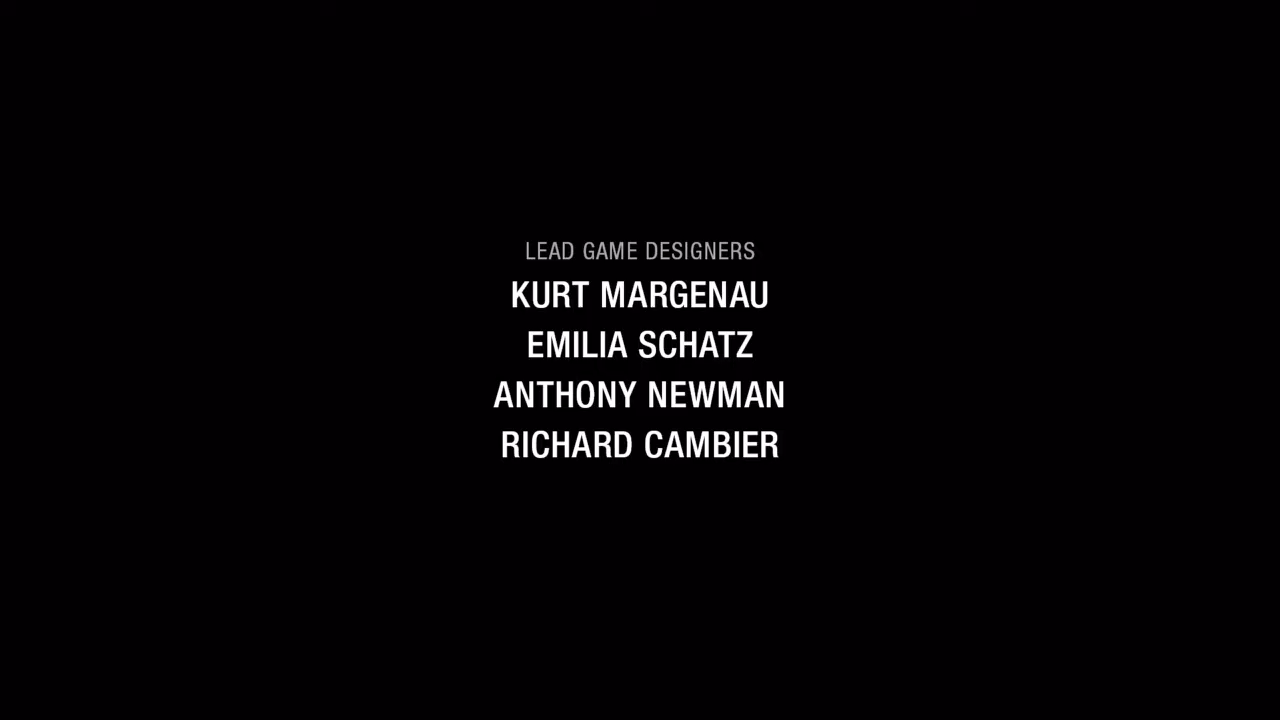 LEAD GAME DESIGNERS
KURT MARGENAU
EMILIA SCHATZ
ANTHONY NEWMAN
RICHARD CAMBIER